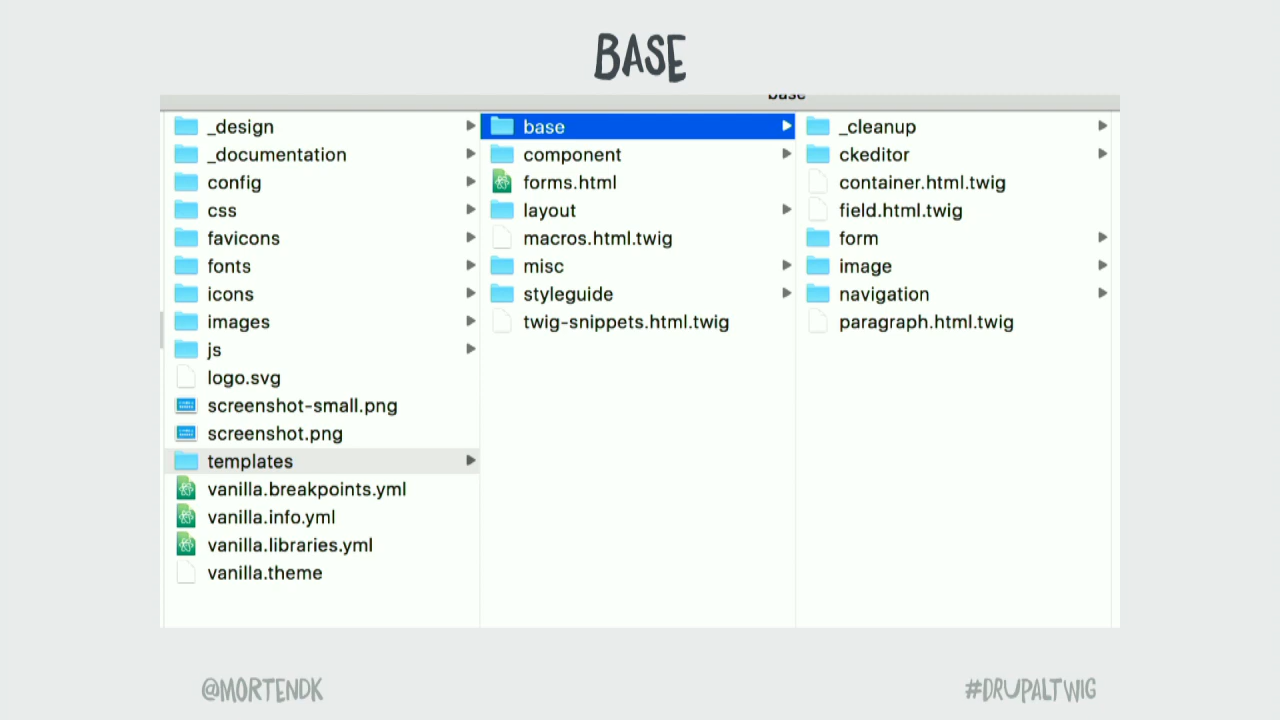 BASE
base
_design
_documentation
config
css
favicons
fonts
icons
images
js
logo.svg
screenshot-small.png
screenshot.png
templates
vanilla.breakpoints.yml
vanilla.info.yml
vanilla.libraries.yml
vanilla.theme
base
component
forms.html
layout
macros.html.twig
misc
styleguide
twig-snippets.html.twig
_cleanup
ckeditor
container.html.twig
field.html.twig
form
image
navigation
paragraph.html.twig
@MORTENDK
#DRUPALTWIG